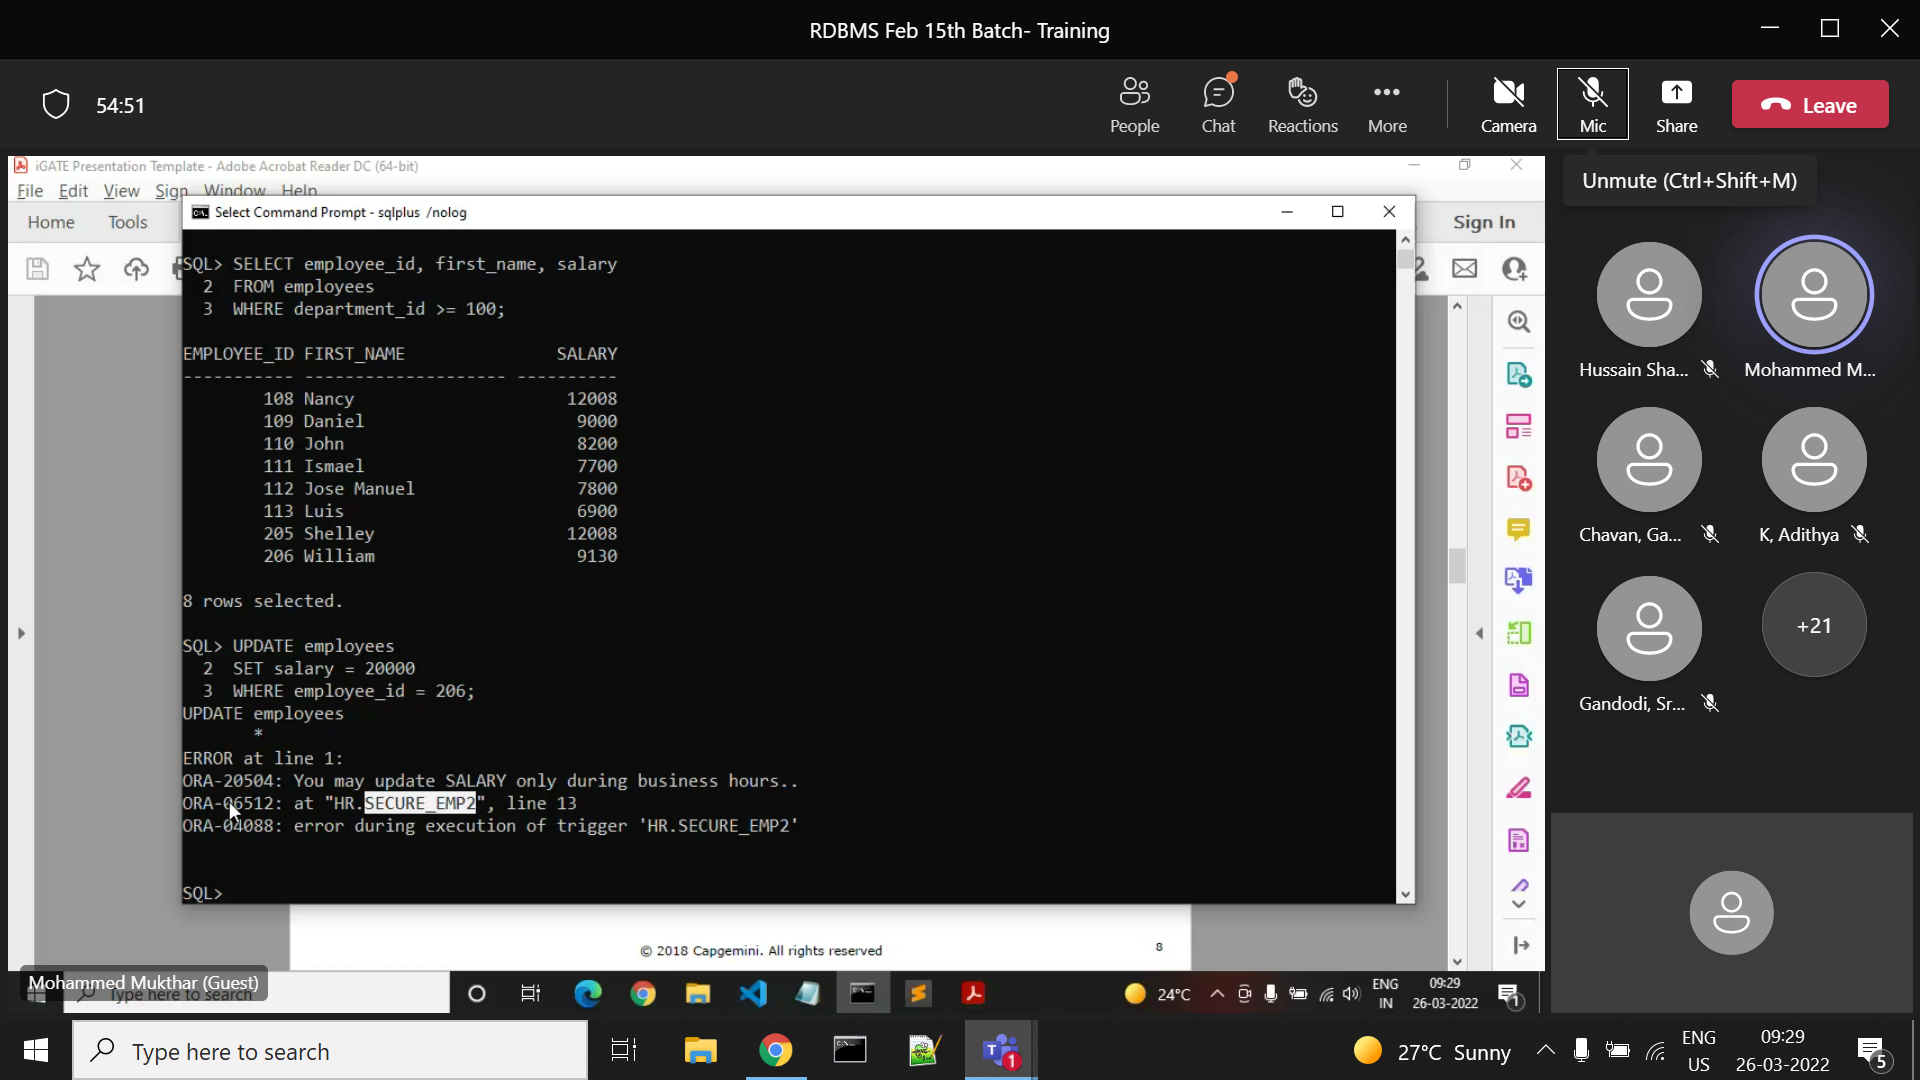 RDBMS Feb 15th Batch- Training
54:51
People
Chat
Reactions
More
Camera
Mic
Share
Leave
Unmute (Ctrl+Shift+M)
iGATE Presentation Template - Adobe Acrobat Reader DC (64-bit)
File Edit View Sign Window Help
Home Tools
Sign In
Select Command Prompt - sqlplus /nolog
SQL> SELECT employee_id, first_name, salary
2 FROM employees
3 WHERE department_id >= 100;
EMPLOYEE_ID FIRST_NAME SALARY
----------- -------------------- ----------
108 Nancy 12008
109 Daniel 9000
110 John 8200
111 Ismael 7700
112 Jose Manuel 7800
113 Luis 6900
205 Shelley 12008
206 William 9130
8 rows selected.
SQL> UPDATE employees
2 SET salary = 20000
3 WHERE employee_id = 206;
UPDATE employees
*
ERROR at line 1:
ORA-20504: You may update SALARY only during business hours..
ORA-06512: at "HR.SECURE_EMP2", line 13
ORA-04088: error during execution of trigger 'HR.SECURE_EMP2'
SQL>
© 2018 Capgemini. All rights reserved
8
Mohammed Mukthar (Guest)
Type here to search
24°C
ENG
IN
09:29
26-03-2022
1
Hussain Sha...
Mohammed M...
Chavan, Ga...
K, Adithya
Gandodi, Sr...
+21
Type here to search
1
27°C Sunny
ENG
US
09:29
26-03-2022
5